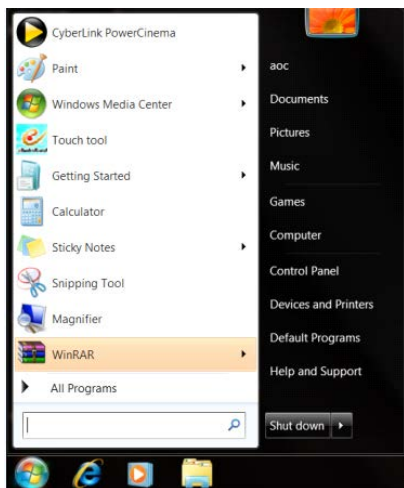 CyberLink PowerCinema
Paint
Windows Media Center
Touch tool
Getting Started
Calculator
Sticky Notes
Snipping Tool
Magnifier
WinRAR
All Programs
aoc
Documents
Pictures
Music
Games
Computer
Control Panel
Devices and Printers
Default Programs
Help and Support
Shut down